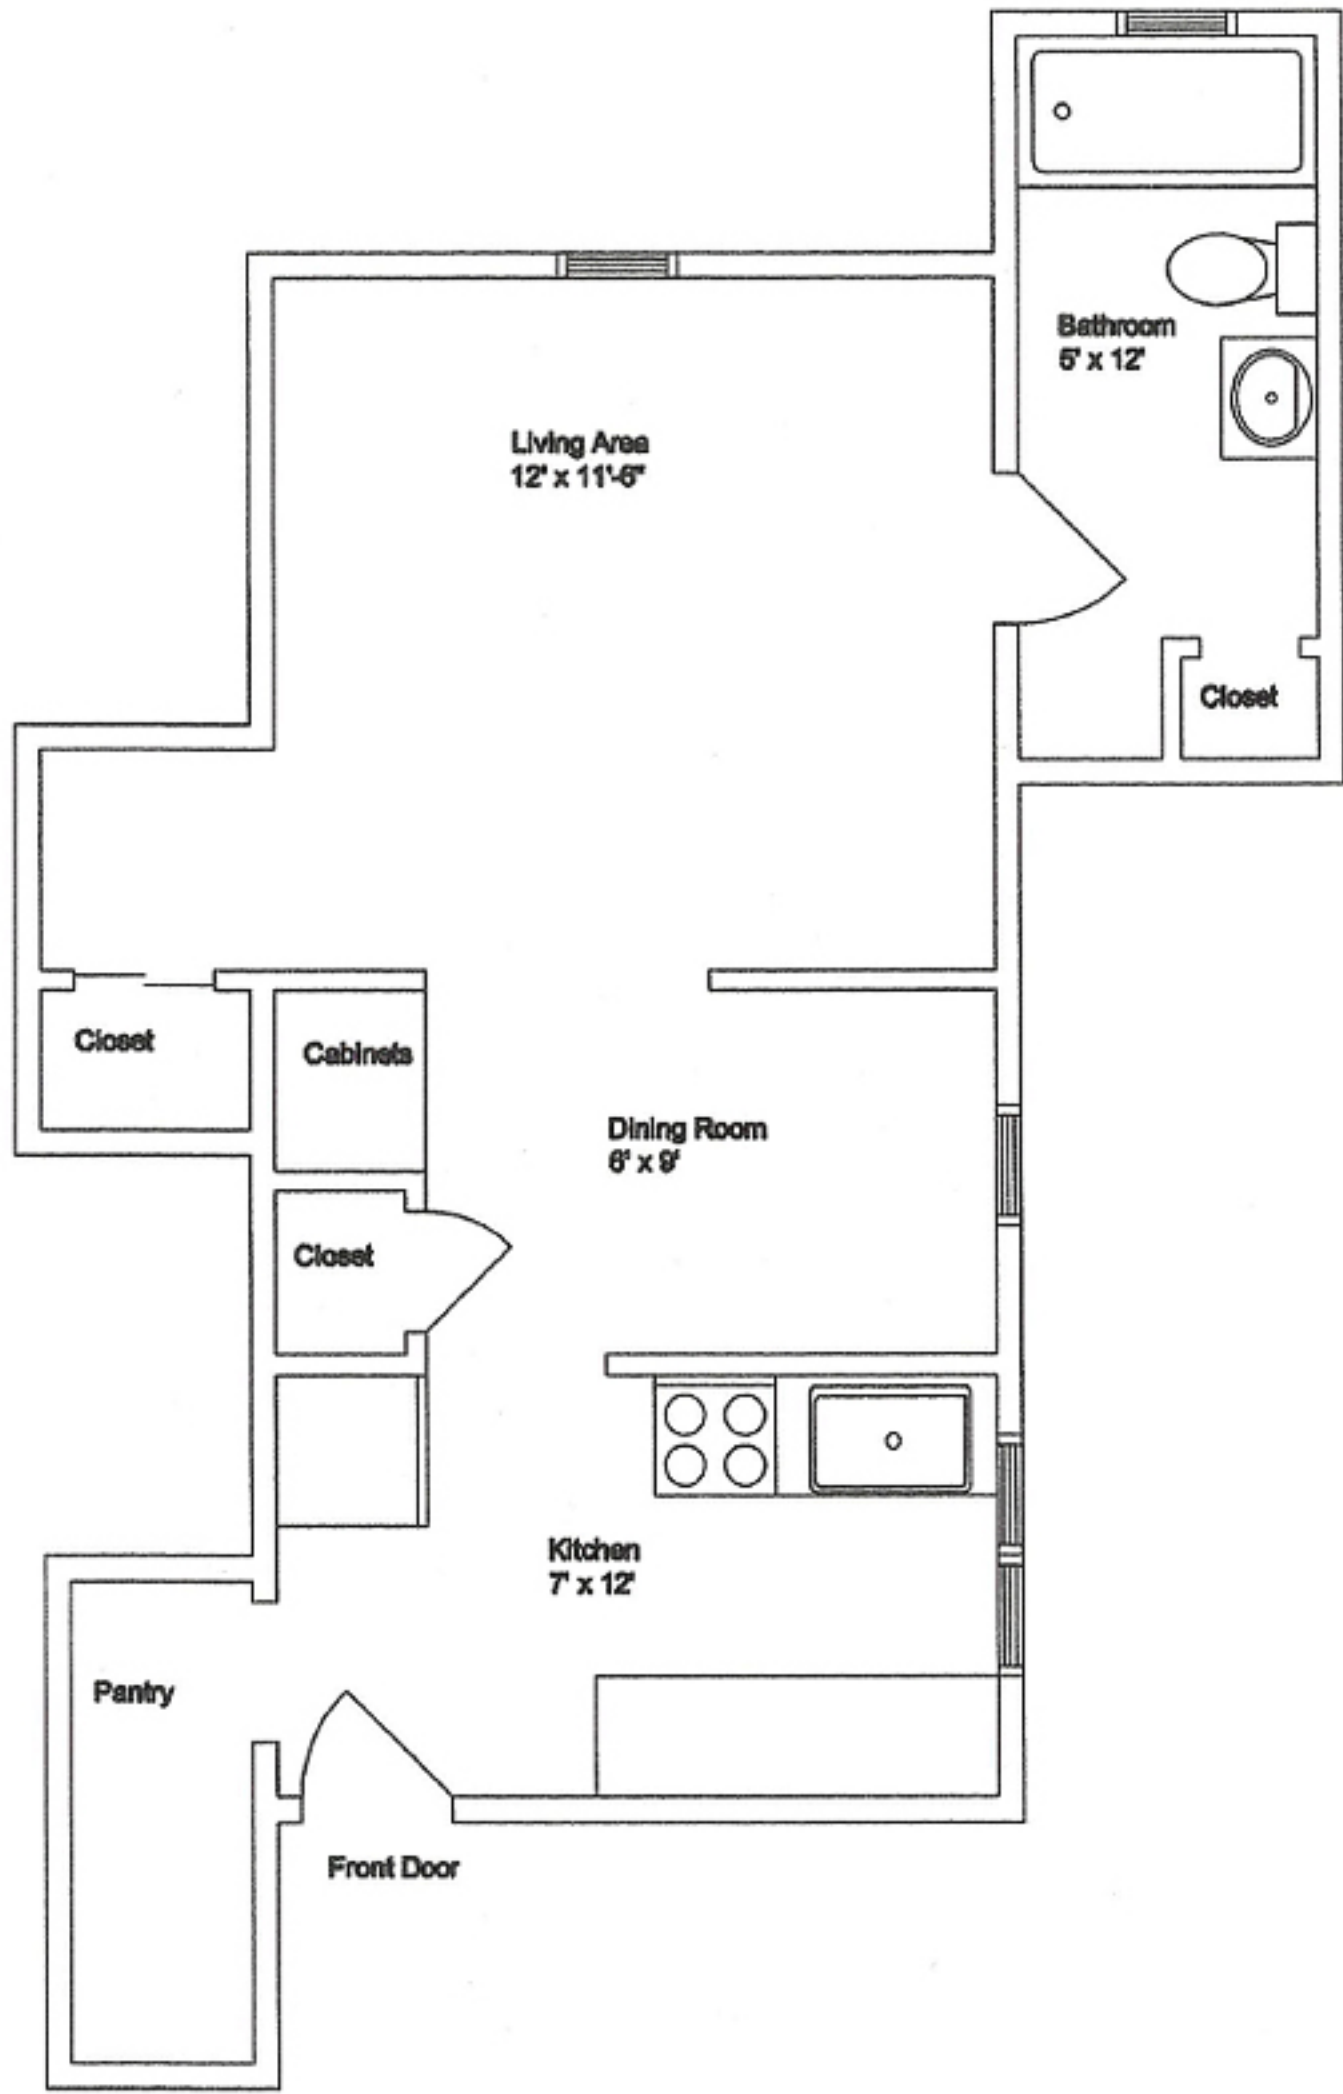 Bathroom
5' x 12'
Living Area
12' x 11'-6"
Closet
Closet
Cabinets
Dining Room
6' x 9'
Closet
Kitchen
7' x 12'
Pantry
Front Door